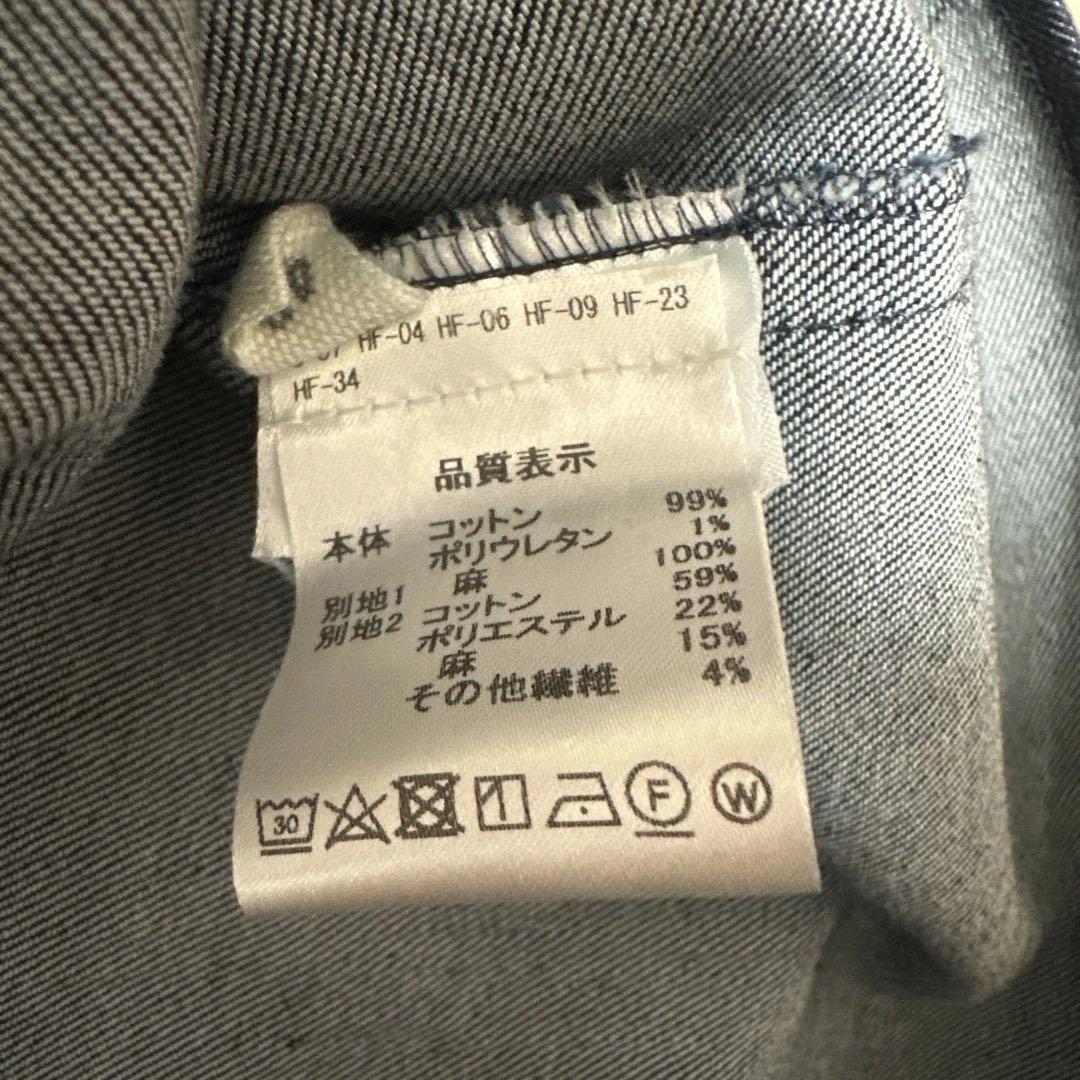 HF-04 HF-06 HF-09 HF-23
HF-34
品質表示
本体 コットン 99%
ポリウレタン 1%
別地1 麻 100%
別地2 コットン 59%
ポリエステル 22%
麻 15%
その他繊維 4%
30
F
W